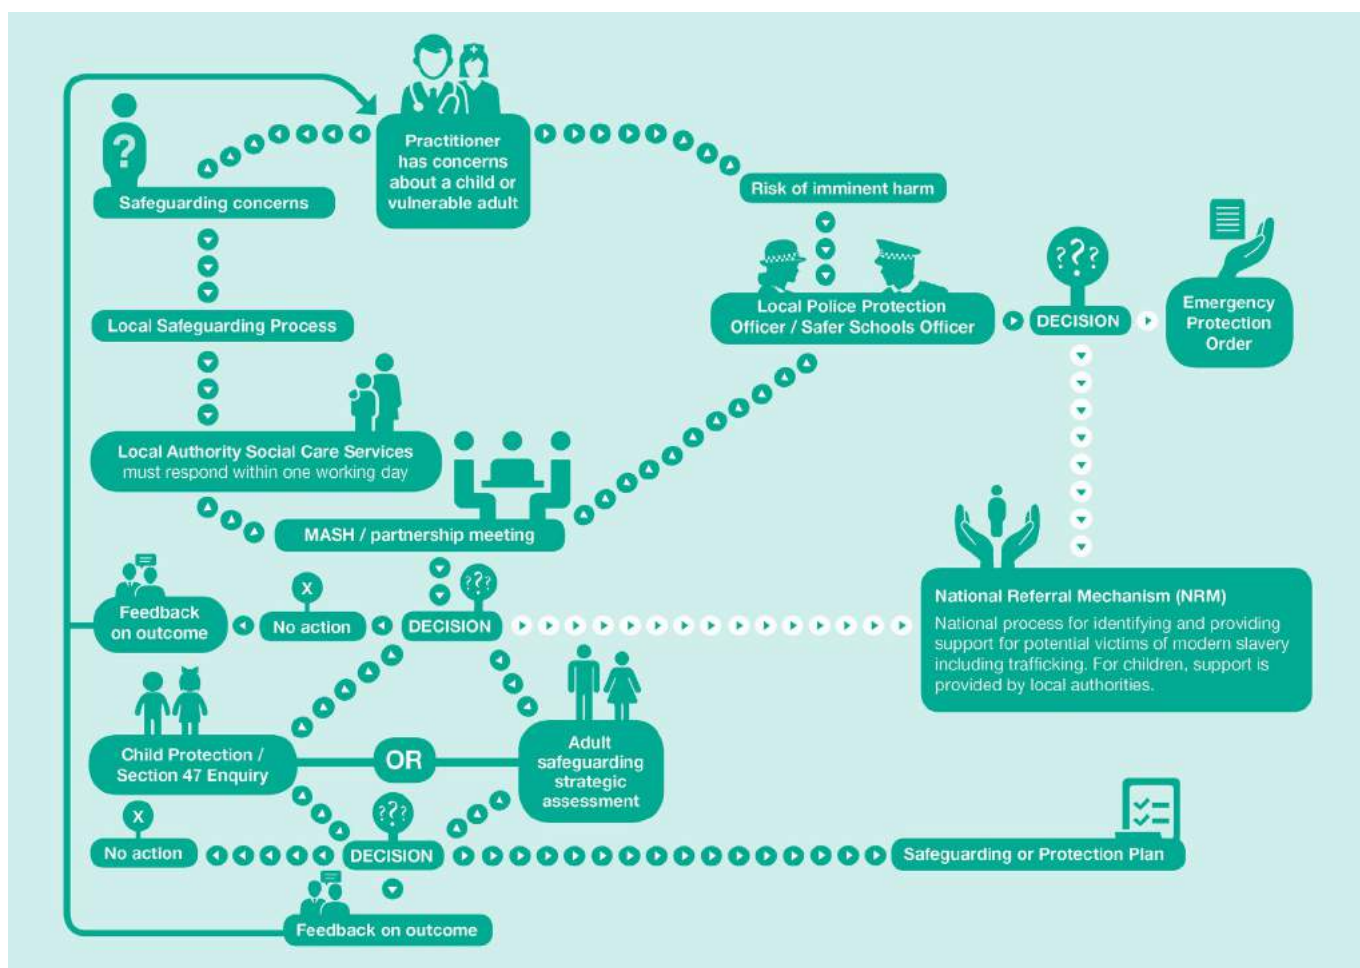 Practitioner
has concerns
about a child or
vulnerable adult
?
Safeguarding concerns
Risk of imminent harm
Local Safeguarding Process
Local Police Protection
Officer / Safer Schools Officer
???
DECISION
Emergency
Protection
Order
Local Authority Social Care Services
must respond within one working day
MASH / partnership meeting
Feedback
on outcome
X
No action
???
DECISION
National Referral Mechanism (NRM)
National process for identifying and providing
support for potential victims of modern slavery
including trafficking. For children, support is
provided by local authorities.
Child Protection /
Section 47 Enquiry
OR
Adult
safeguarding
strategic
assessment
X
No action
???
DECISION
Safeguarding or Protection Plan
Feedback on outcome